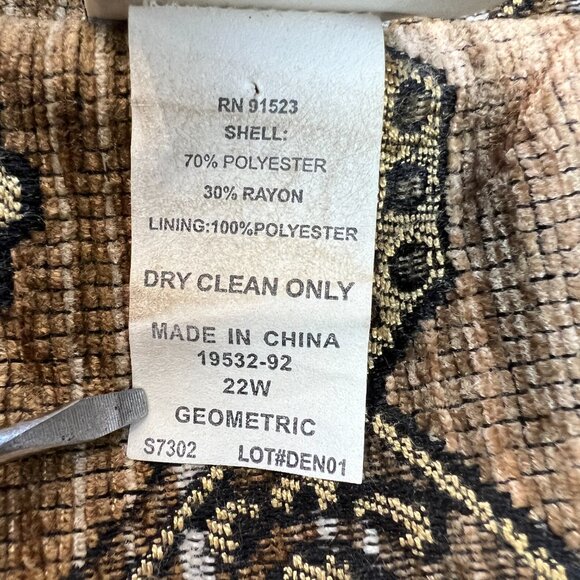 RN 91523
SHELL:
70% POLYESTER
30% RAYON
LINING:100%POLYESTER
DRY CLEAN ONLY
MADE IN CHINA
19532-92
22W
GEOMETRIC
S7302 LOT#DEN01